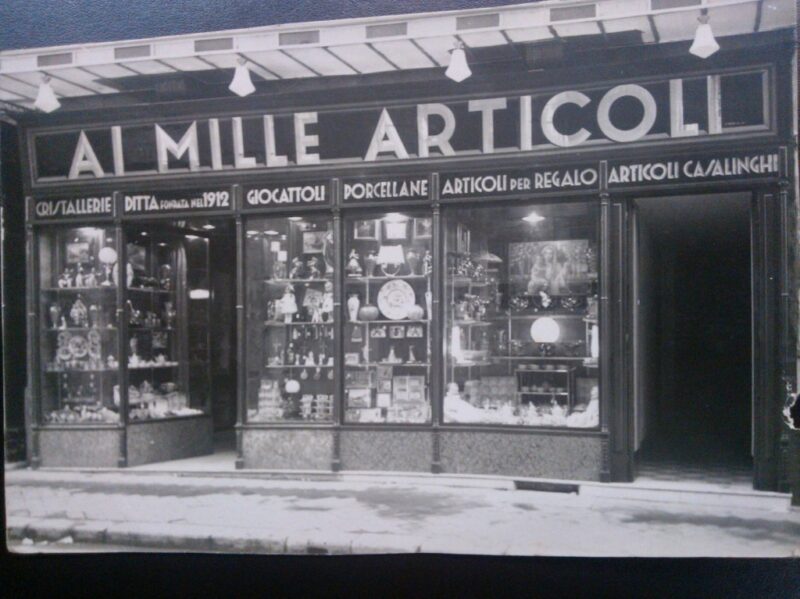 AI MILLE ARTICOLI
CRISTALLERIE DITTA FONDATA NEL 1912 GIOCATTOLI PORCELLANE ARTICOLI PER REGALO ARTICOLI CASALINGHI